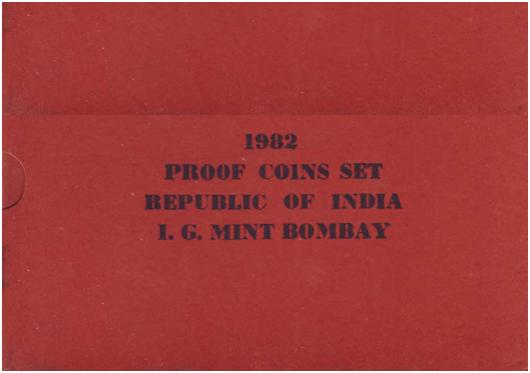 1982
PROOF COINS SET
REPUBLIC OF INDIA
I. G. MINT BOMBAY